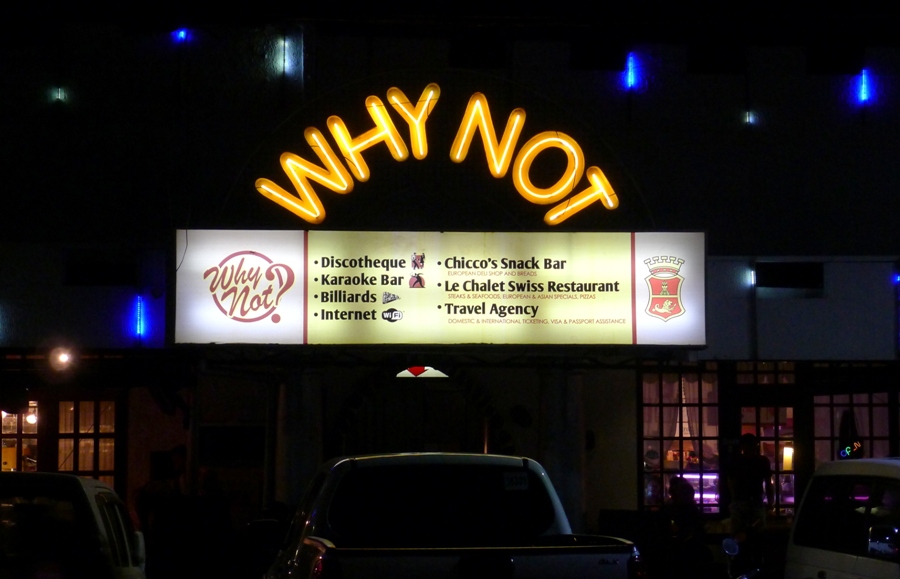 WHY NOT
Why
Not?
• Discotheque
• Karaoke Bar
• Billiards
• Internet WiFi
• Chicco's Snack Bar
EUROPEAN DELI SHOP AND BREADS
• Le Chalet Swiss Restaurant
STEAKS & SEAFOODS, EUROPEAN & ASIAN SPECIALS, PIZZAS
• Travel Agency
DOMESTIC & INTERNATIONAL TICKETING, VISA & PASSPORT ASSISTANCE